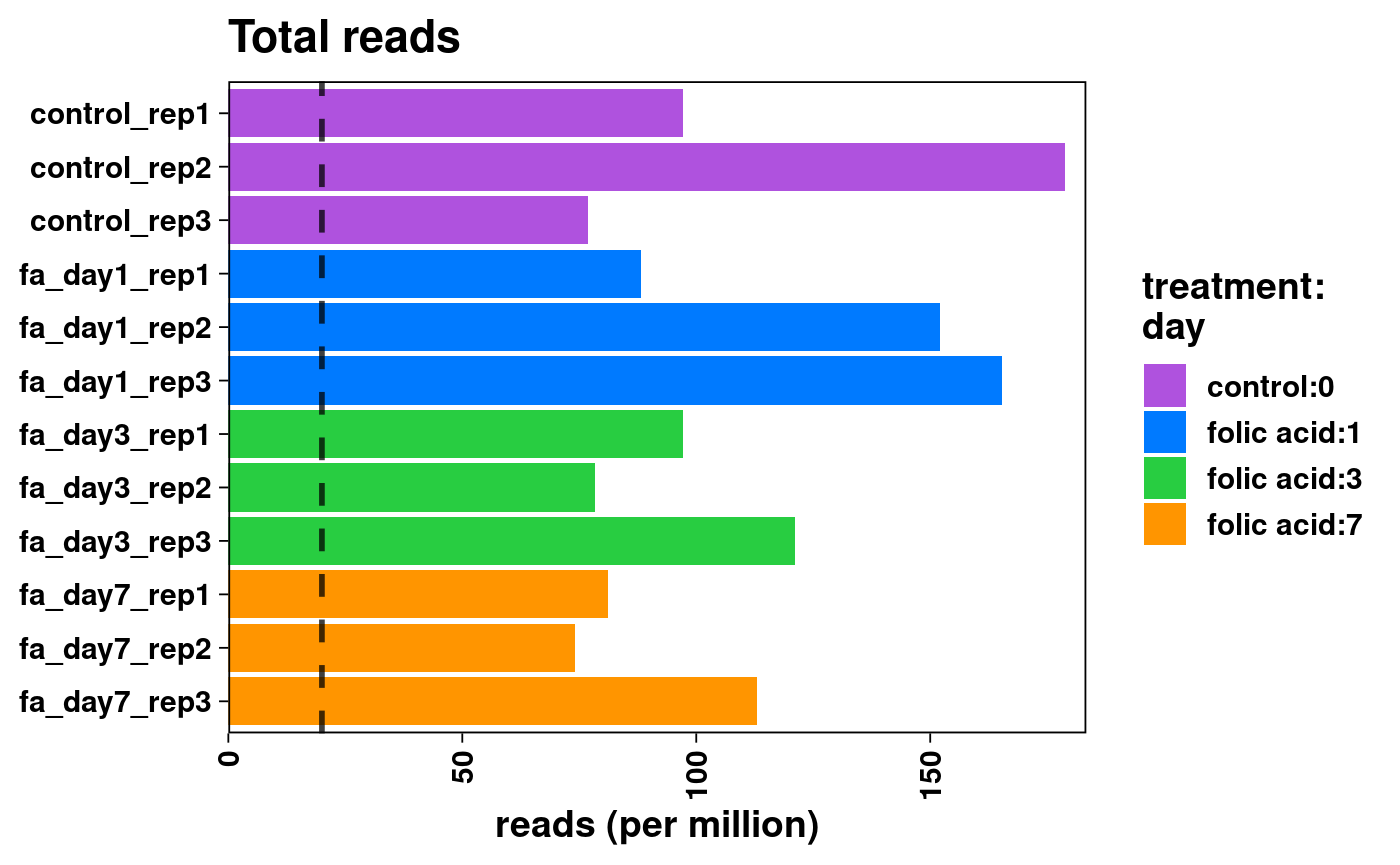 Total reads
control_rep1
control_rep2
control_rep3
fa_day1_rep1
fa_day1_rep2
fa_day1_rep3
fa_day3_rep1
fa_day3_rep2
fa_day3_rep3
fa_day7_rep1
fa_day7_rep2
fa_day7_rep3
0
50
100
150
reads (per million)
treatment:
day
control:0
folic acid:1
folic acid:3
folic acid:7